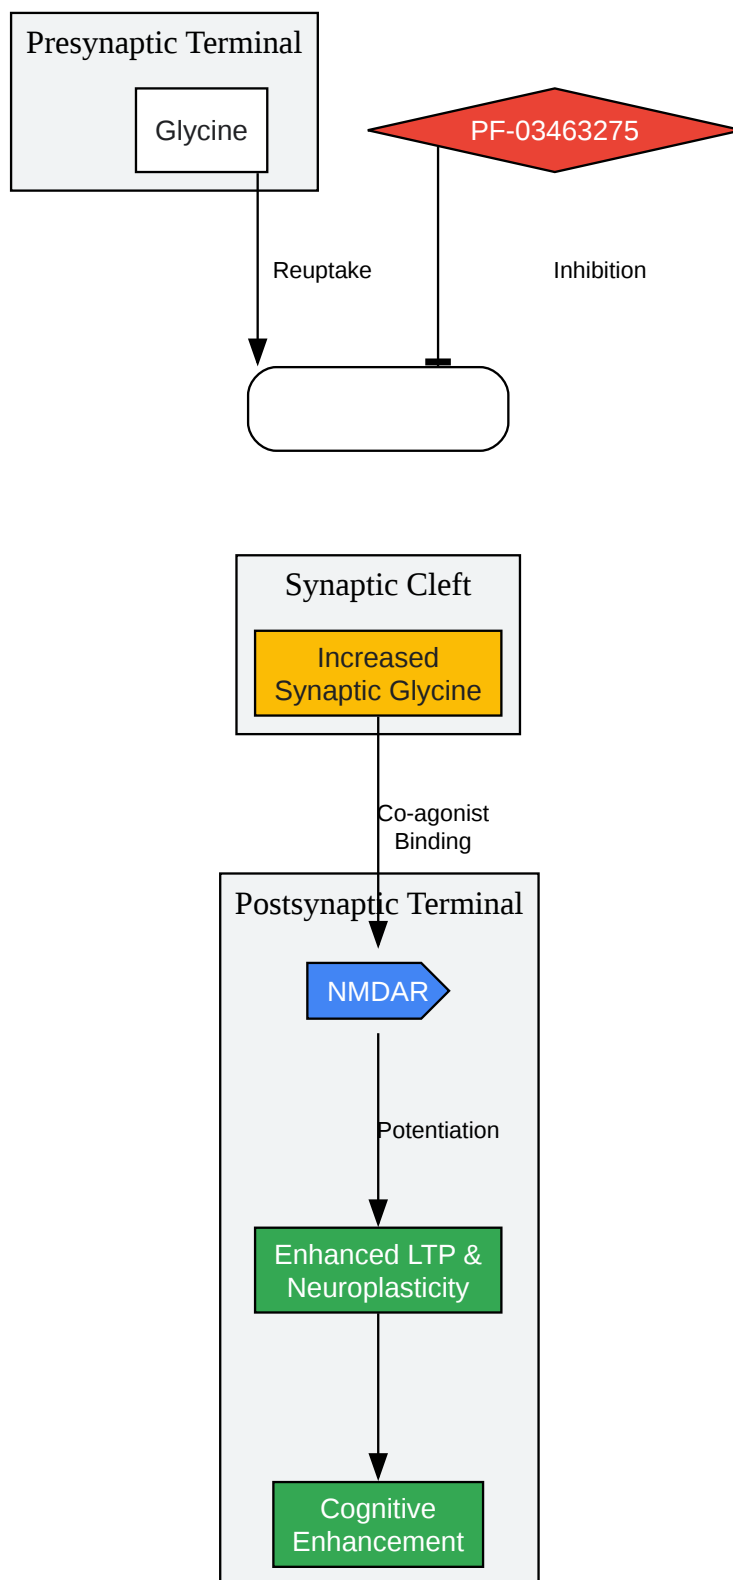 Presynaptic Terminal
Glycine
PF-03463275
Reuptake
Inhibition
Synaptic Cleft
Increased
Synaptic Glycine
Co-agonist
Binding
Postsynaptic Terminal
NMDAR
Potentiation
Enhanced LTP &
Neuroplasticity
Cognitive
Enhancement